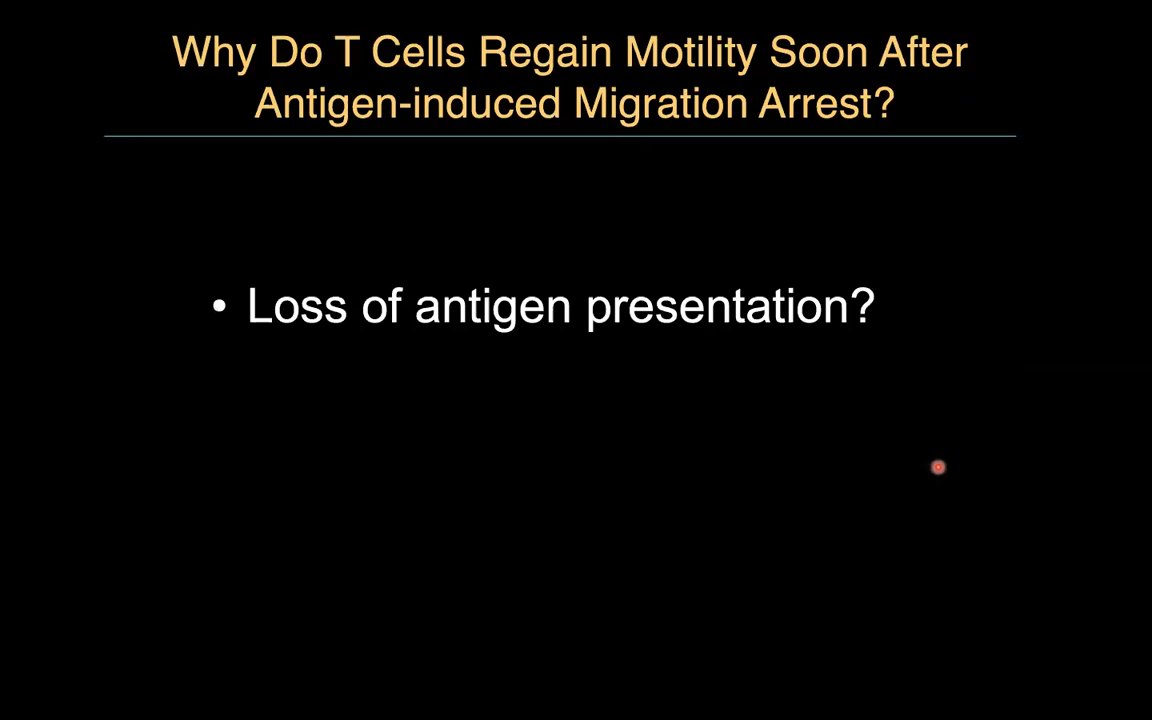 Why Do T Cells Regain Motility Soon After
Antigen-induced Migration Arrest?
• Loss of antigen presentation?